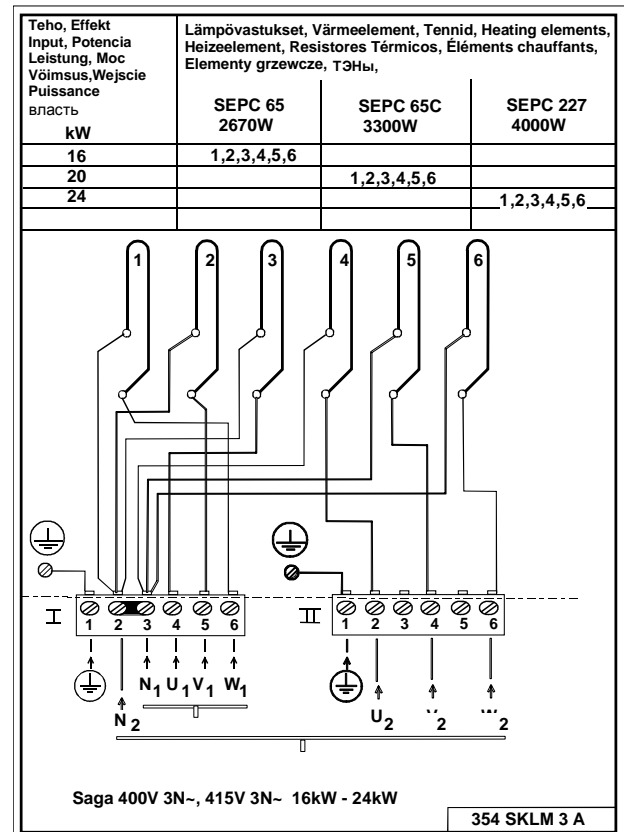 Teho, Effekt
Input, Potencia
Leistung, Moc
Vöimsus,Wejscie
Puissance
власть
kW
Lämpövastukset, Värmeelement, Tennid, Heating elements,
Heizeelement, Resistores Térmicos, Éléments chauffants,
Elementy grzewcze, ТЭНы,
SEPC 65
2670W
SEPC 65C
3300W
SEPC 227
4000W
16 1,2,3,4,5,6
20 1,2,3,4,5,6
24 1,2,3,4,5,6
1 2 3 4 5 6
I 1 2 3 4 5 6
II 1 2 3 4 5 6
N1 U1 V1 W1
N2
U2 2 2
Saga 400V 3N~, 415V 3N~ 16kW - 24kW
354 SKLM 3 A